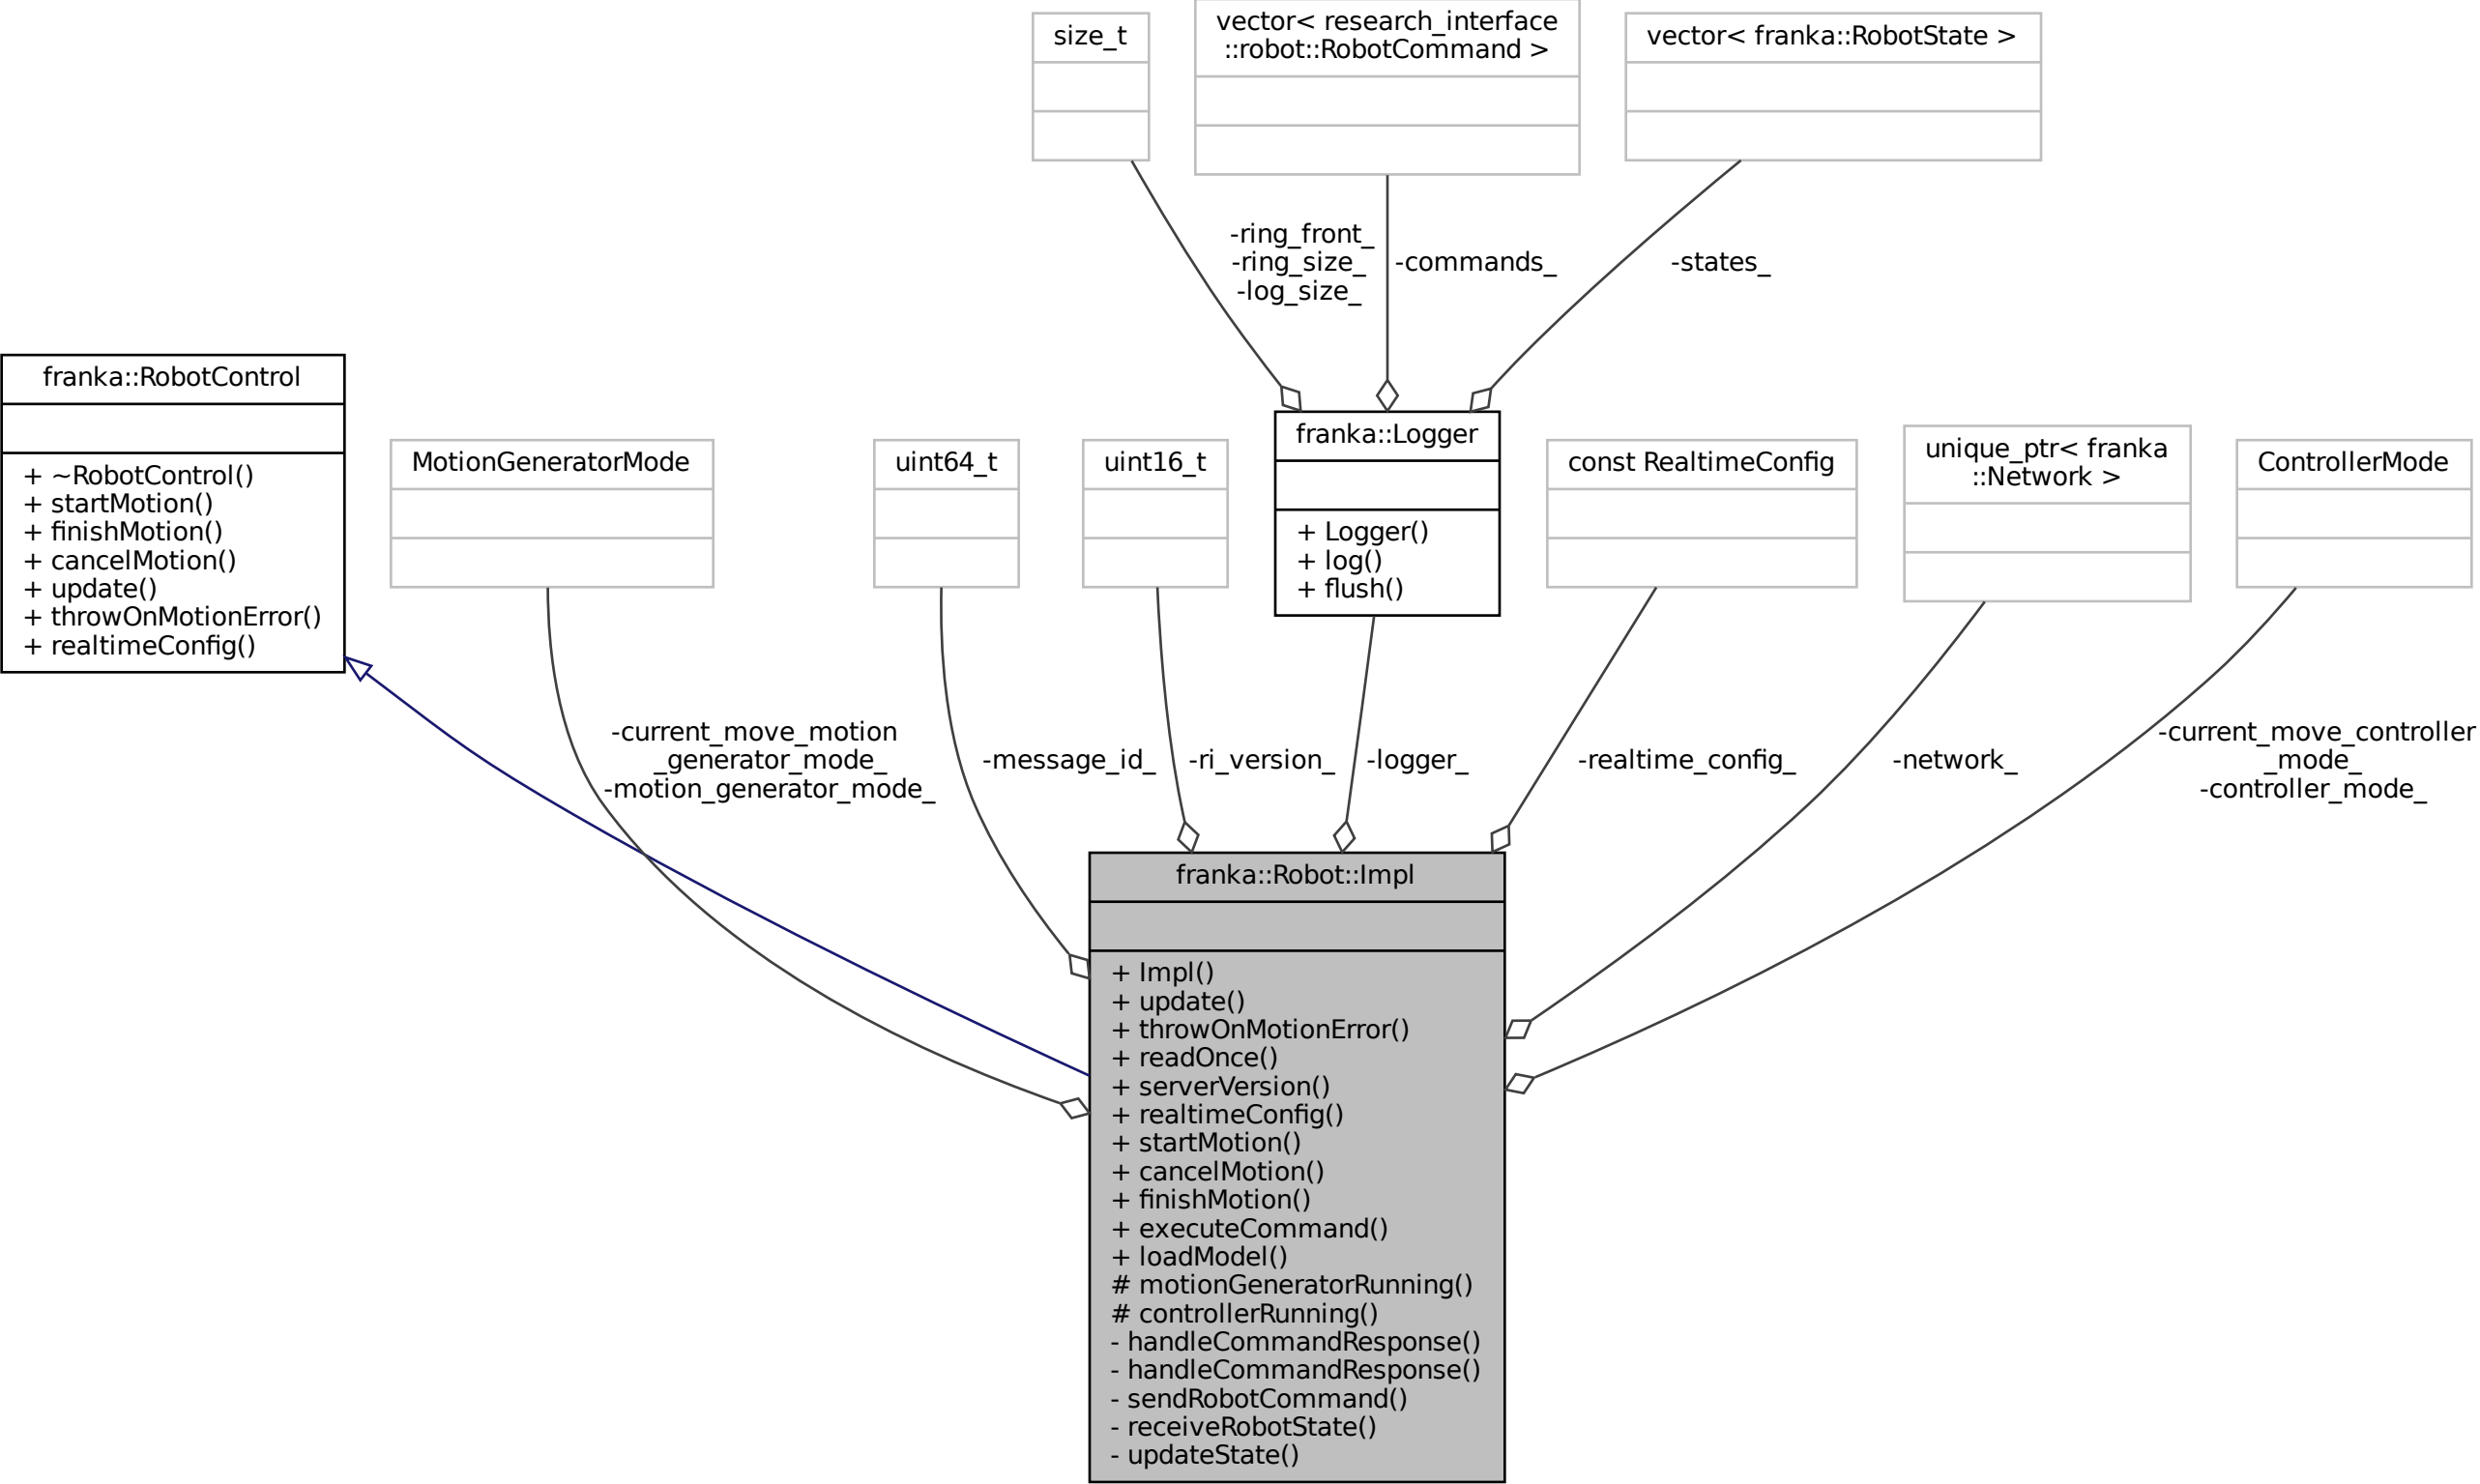 size_t
vector< research_interface
::robot::RobotCommand >
vector< franka::RobotState >
-ring_front_
-ring_size_
-log_size_
-commands_
-states_
franka::RobotControl
+ ~RobotControl()
+ startMotion()
+ finishMotion()
+ cancelMotion()
+ update()
+ throwOnMotionError()
+ realtimeConfig()
MotionGeneratorMode
uint64_t
uint16_t
franka::Logger
+ Logger()
+ log()
+ flush()
const RealtimeConfig
unique_ptr< franka
::Network >
ControllerMode
-current_move_motion
_generator_mode_
-motion_generator_mode_
-message_id_
-ri_version_
-logger_
-realtime_config_
-network_
-current_move_controller
_mode_
-controller_mode_
franka::Robot::Impl
+ Impl()
+ update()
+ throwOnMotionError()
+ readOnce()
+ serverVersion()
+ realtimeConfig()
+ startMotion()
+ cancelMotion()
+ finishMotion()
+ executeCommand()
+ loadModel()
# motionGeneratorRunning()
# controllerRunning()
- handleCommandResponse()
- handleCommandResponse()
- sendRobotCommand()
- receiveRobotState()
- updateState()